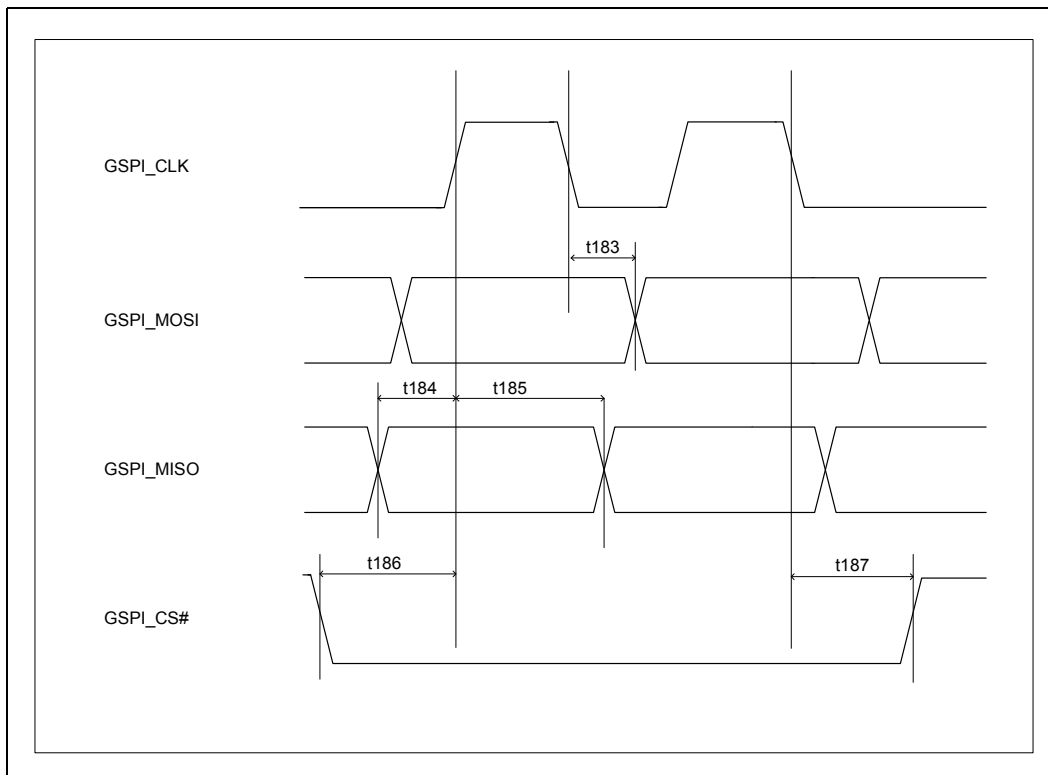 GSPI_CLK
t183
GSPI_MOSI
t184
t185
GSPI_MISO
t186
t187
GSPI_CS#